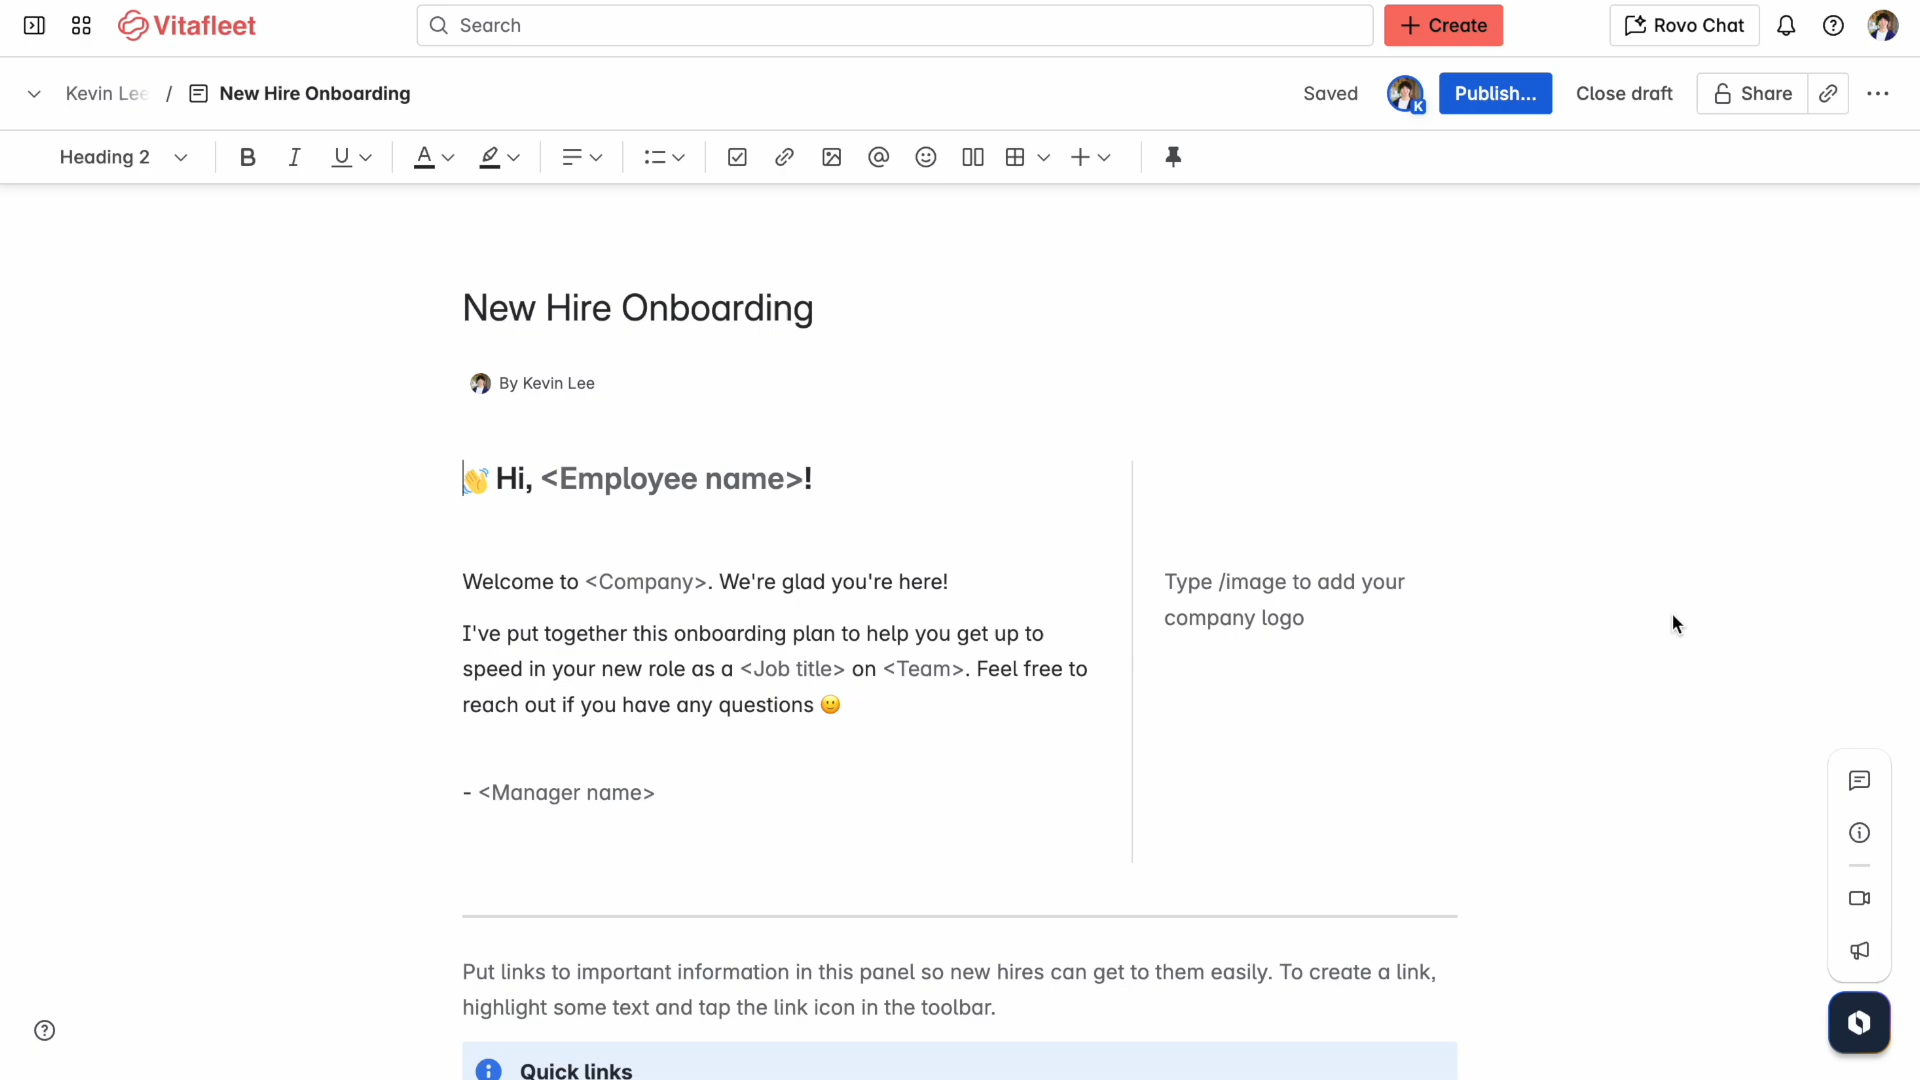 Vitafleet
Search
Create
Rovo Chat
Kevin Lee / New Hire Onboarding
Saved
K
Publish...
Close draft
Share
Heading 2
B I U A
New Hire Onboarding
By Kevin Lee
👋 Hi, <Employee name>!
Welcome to <Company>. We're glad you're here!
I've put together this onboarding plan to help you get up to
speed in your new role as a <Job title> on <Team>. Feel free to
reach out if you have any questions 🙂
- <Manager name>
Type /image to add your
company logo
Put links to important information in this panel so new hires can get to them easily. To create a link,
highlight some text and tap the link icon in the toolbar.
Quick links